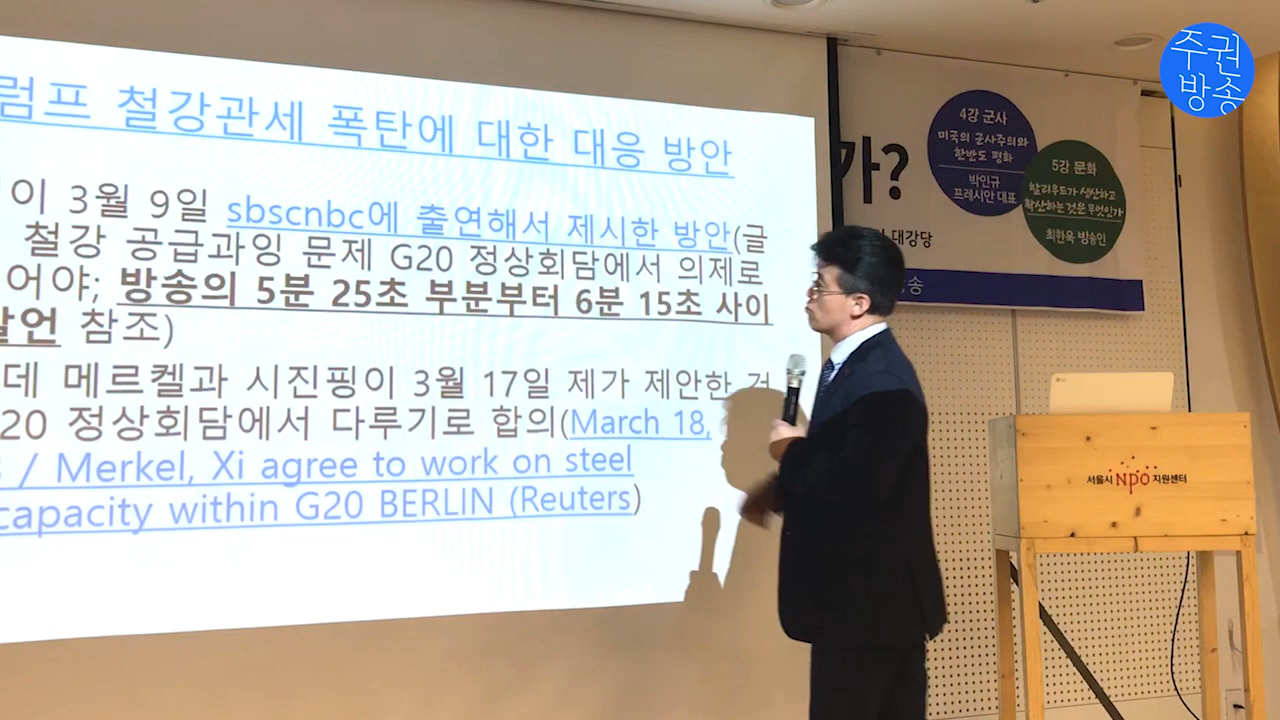 럼프 철강관세 폭탄에 대한 대응 방안
이 3월 9일 sbscnbc에 출연해서 제시한 방안(글
철강 공급과잉 문제 G20 정상회담에서 의제로
어야; 방송의 5분 25초 부분부터 6분 15초 사이
발언 참조)
데 메르켈과 시진핑이 3월 17일 제가 제안한
20 정상회담에서 다루기로 합의(March 18,
/ Merkel, Xi agree to work on steel
capacity within G20 BERLIN (Reuters)
가?
4강 군사
미국의 군사주의와
한반도 평화
박인규
프레시안 대표
5강 문화
할리우드가 생산하고
확산하는 것은 무엇인가
최한욱 방송인
대강당
송
주권
방송
서울시 npo 지원센터